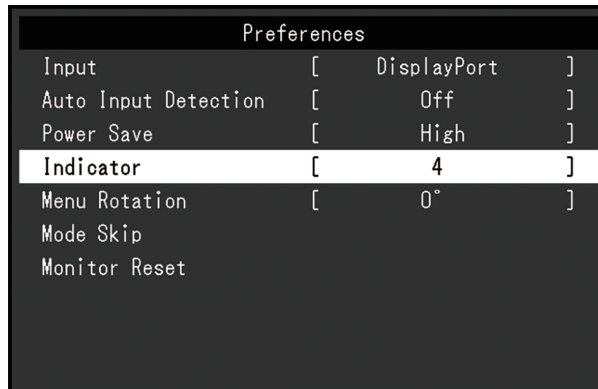 Preferences
Input [ DisplayPort ]
Auto Input Detection [ Off ]
Power Save [ High ]
Indicator [ 4 ]
Menu Rotation [ 0° ]
Mode Skip
Monitor Reset